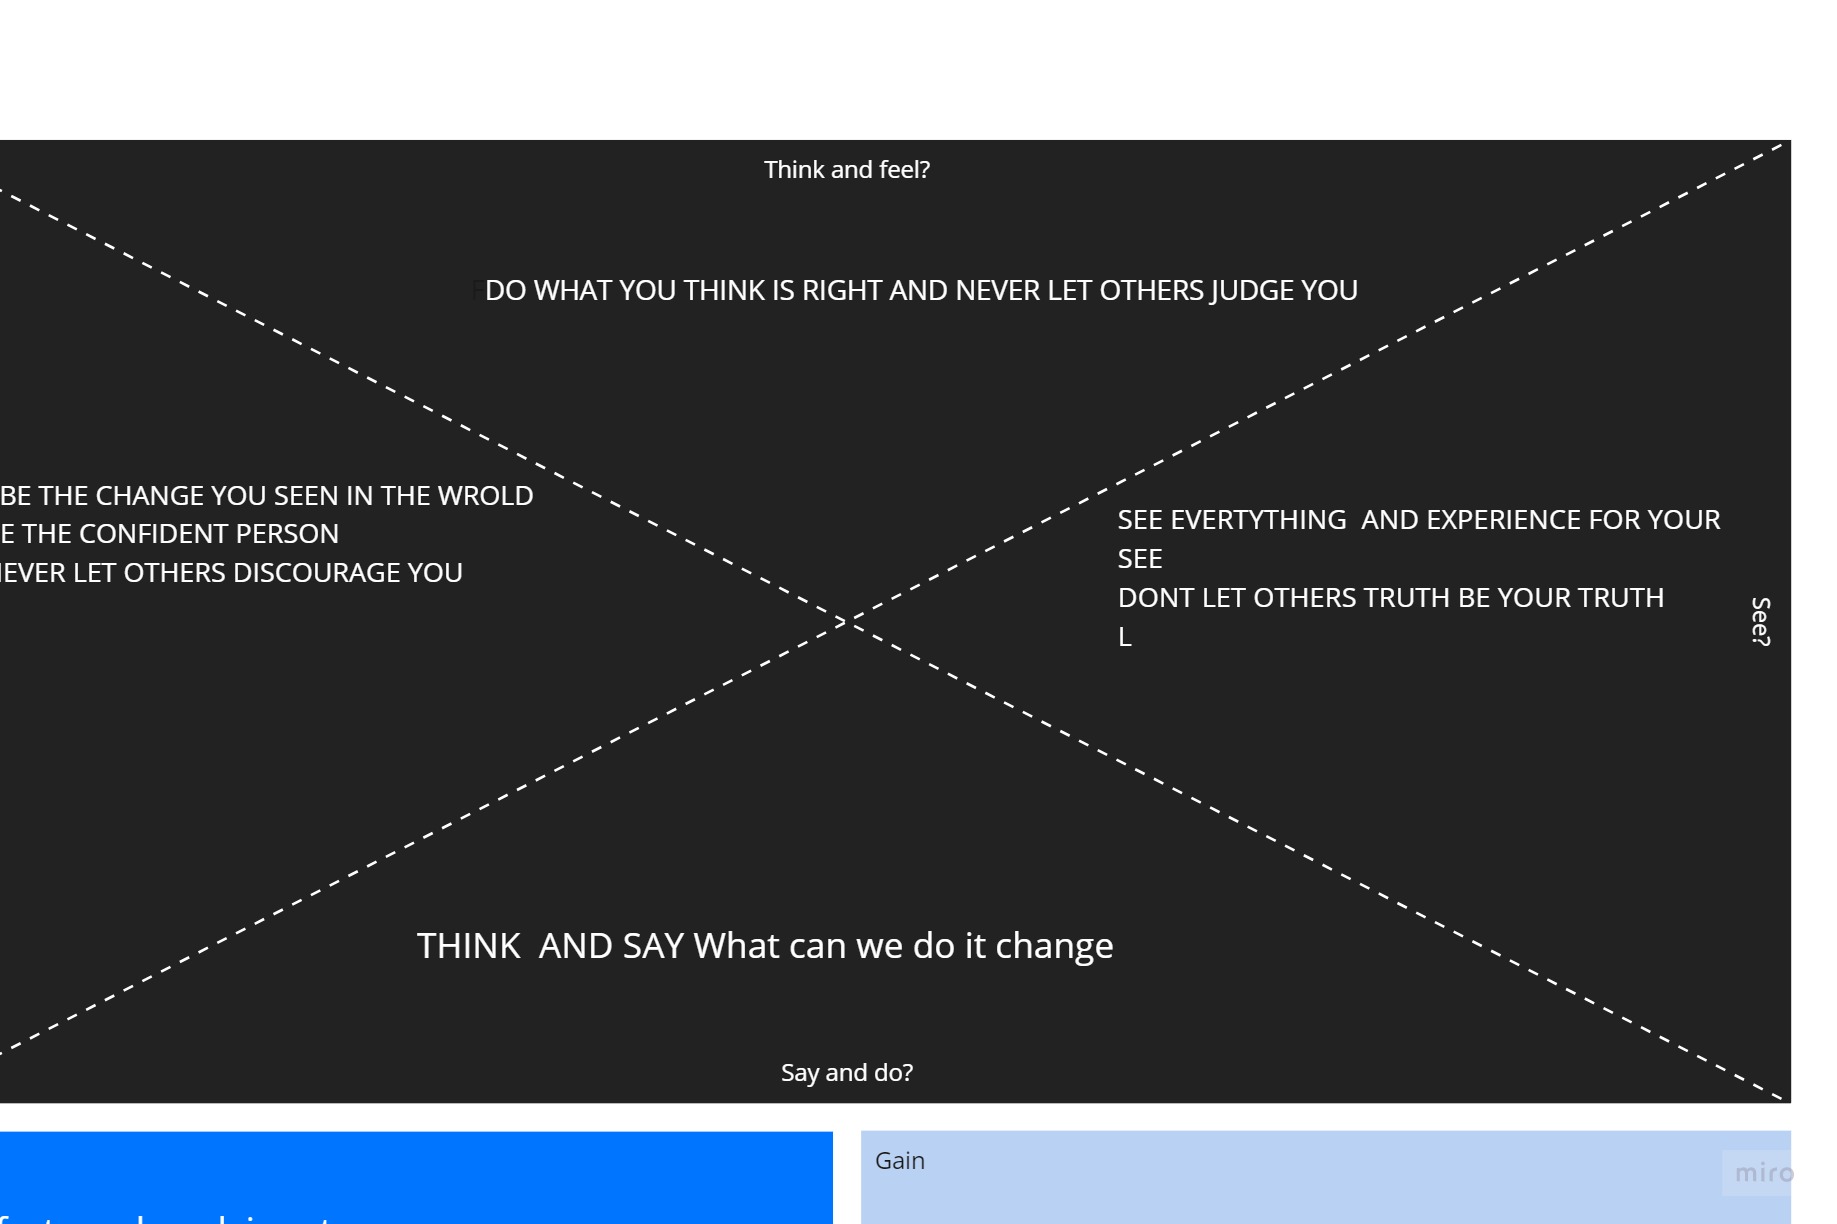 Think and feel?
DO WHAT YOU THINK IS RIGHT AND NEVER LET OTHERS JUDGE YOU
BE THE CHANGE YOU SEEN IN THE WROLD
E THE CONFIDENT PERSON
EVER LET OTHERS DISCOURAGE YOU
SEE EVERTYTHING  AND EXPERIENCE FOR YOUR
SEE
DONT LET OTHERS TRUTH BE YOUR TRUTH
L
See?
THINK  AND SAY What can we do it change
Say and do?
Gain
miro